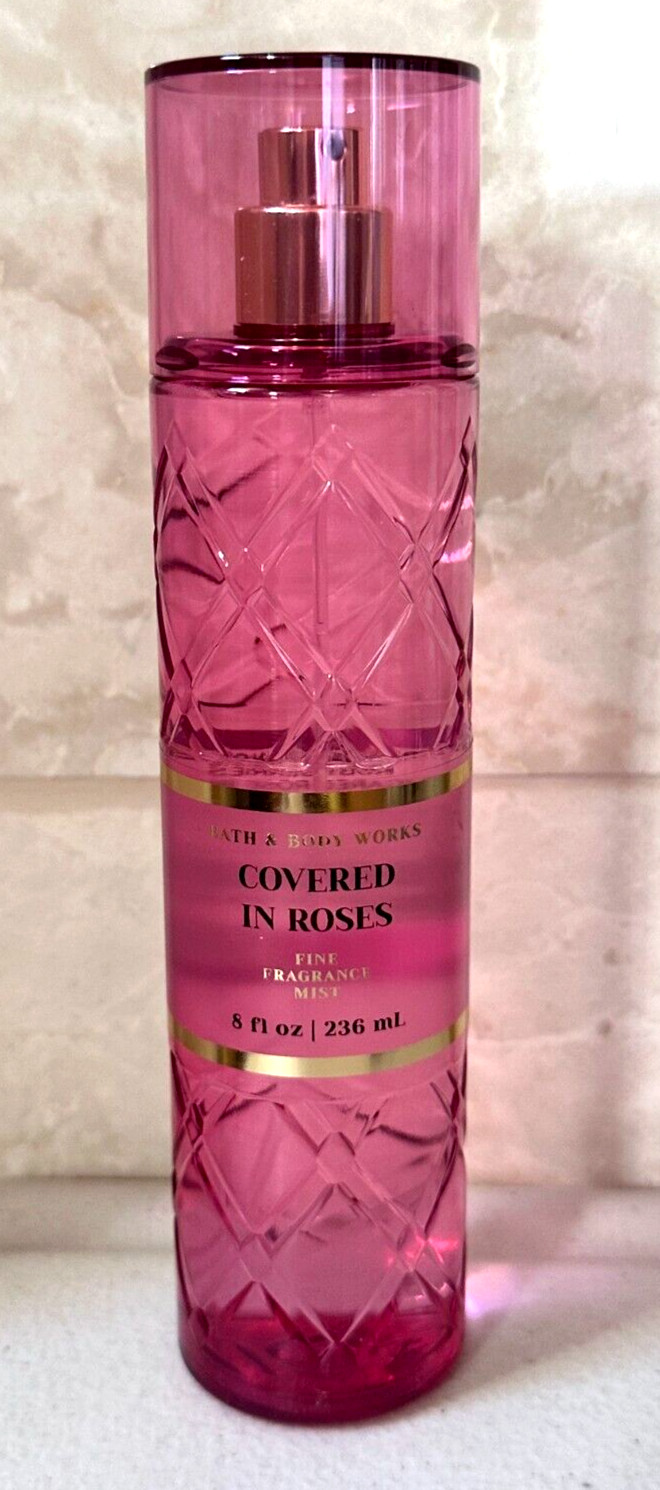 BATH & BODY WORKS
COVERED
IN ROSES
FINE
FRAGRANCE
MIST
8 fl oz | 236 mL